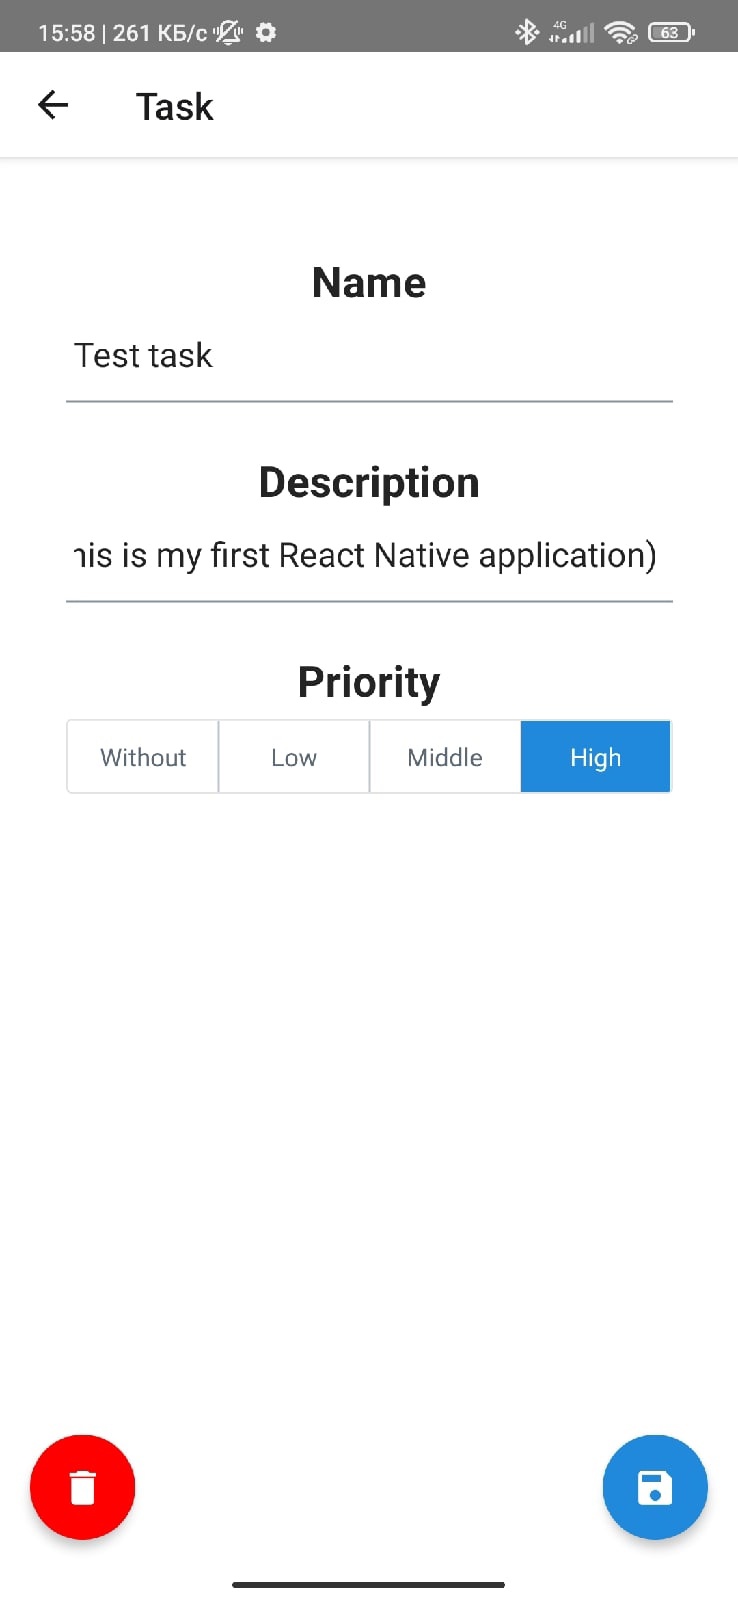 15:58 | 261 КБ/с 4G 63
Task
Name
Test task
Description
his is my first React Native application)
Priority
Without Low Middle High